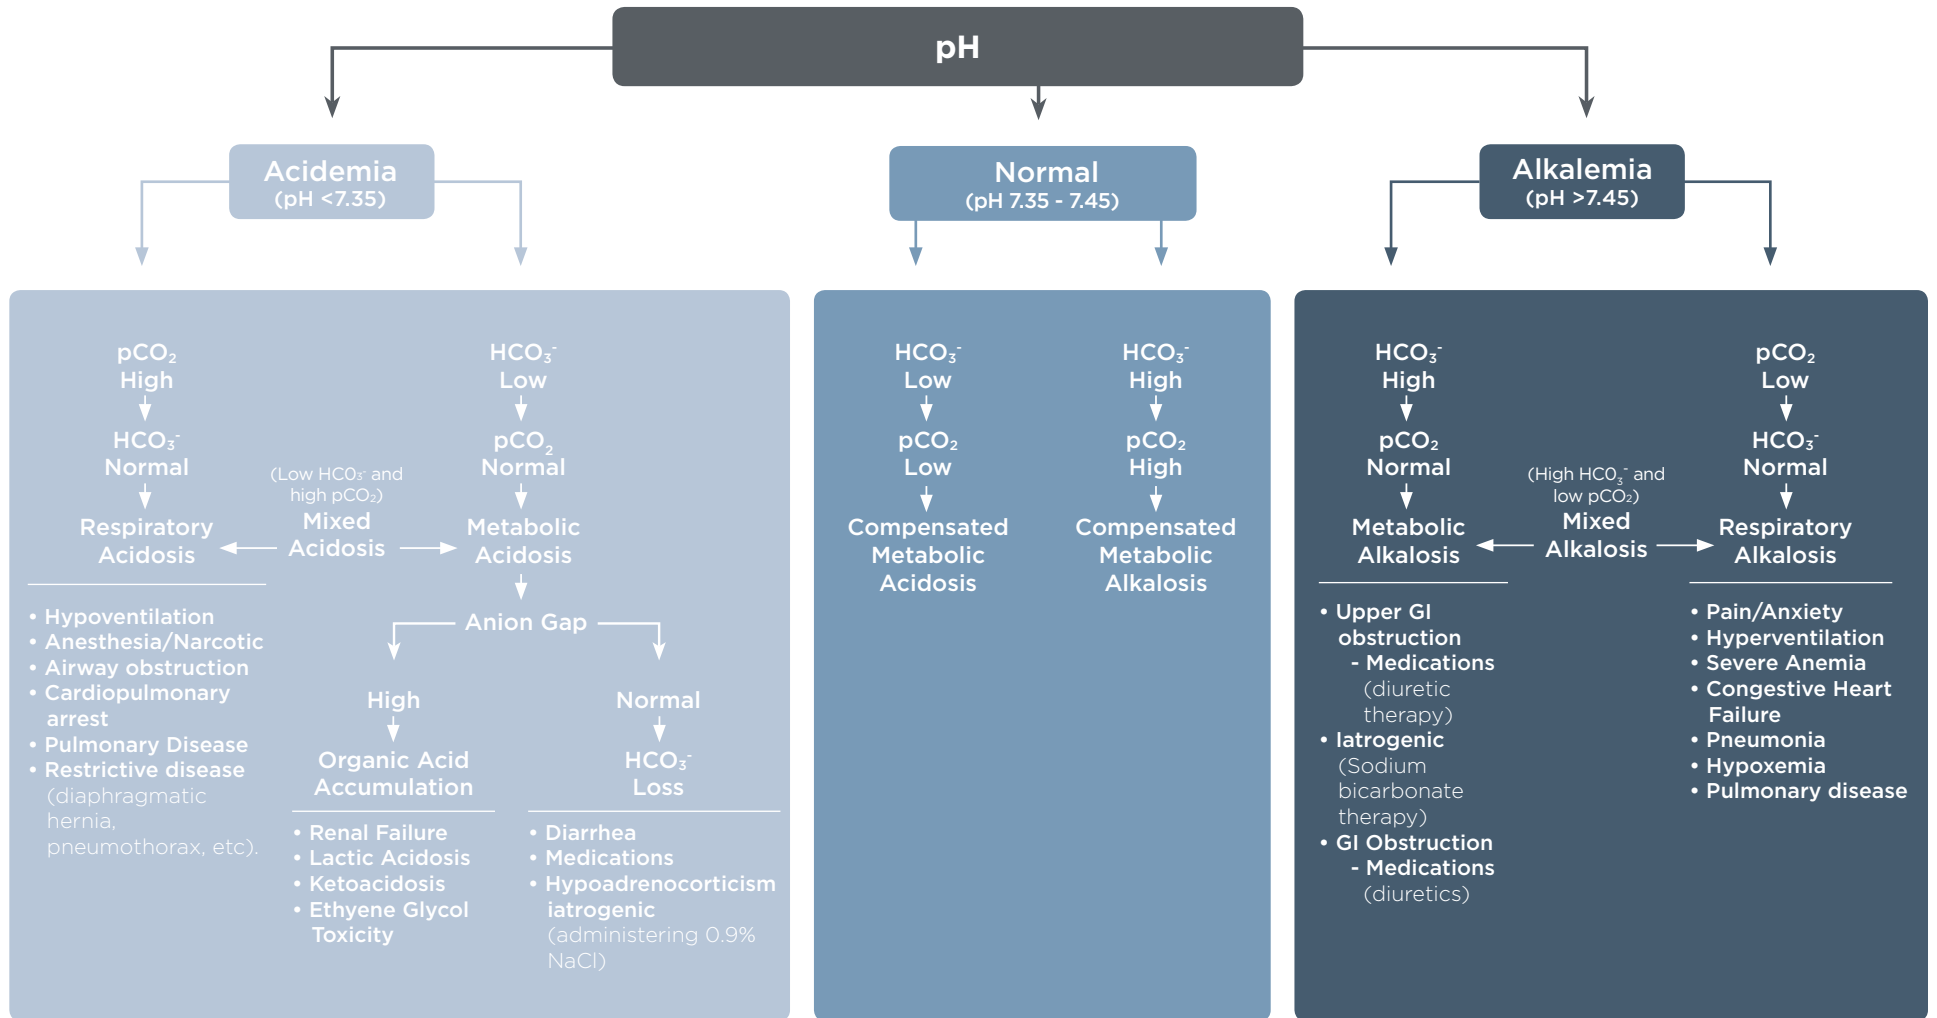 pH
Acidemia
(pH <7.35)
Normal
(pH 7.35 - 7.45)
Alkalemia
(pH >7.45)
pCO₂
High
HCO₃⁻
Normal
Respiratory
Acidosis
• Hypoventilation
• Anesthesia/Narcotic
• Airway obstruction
• Cardiopulmonary
arrest
• Pulmonary Disease
• Restrictive disease
(diaphragmatic
hernia,
pneumothorax, etc).
(Low HC0₃⁻ and
high pCO₂)
Mixed
Acidosis
HCO₃⁻
Low
pCO₂
Normal
Metabolic
Acidosis
Anion Gap
High
Organic Acid
Accumulation
• Renal Failure
• Lactic Acidosis
• Ketoacidosis
• Ethyene Glycol
Toxicity
Normal
HCO₃⁻
Loss
• Diarrhea
• Medications
• Hypoadrenocorticism
iatrogenic
(administering 0.9%
NaCl)
HCO₃⁻
Low
pCO₂
Low
Compensated
Metabolic
Acidosis
HCO₃⁻
High
pCO₂
High
Compensated
Metabolic
Alkalosis
HCO₃⁻
High
pCO₂
Normal
Metabolic
Alkalosis
• Upper GI
obstruction
- Medications
(diuretic
therapy)
• Iatrogenic
(Sodium
bicarbonate
therapy)
• GI Obstruction
- Medications
(diuretics)
(High HC0₃⁻ and
low pCO₂)
Mixed
Alkalosis
pCO₂
Low
HCO₃⁻
Normal
Respiratory
Alkalosis
• Pain/Anxiety
• Hyperventilation
• Severe Anemia
• Congestive Heart
Failure
• Pneumonia
• Hypoxemia
• Pulmonary disease